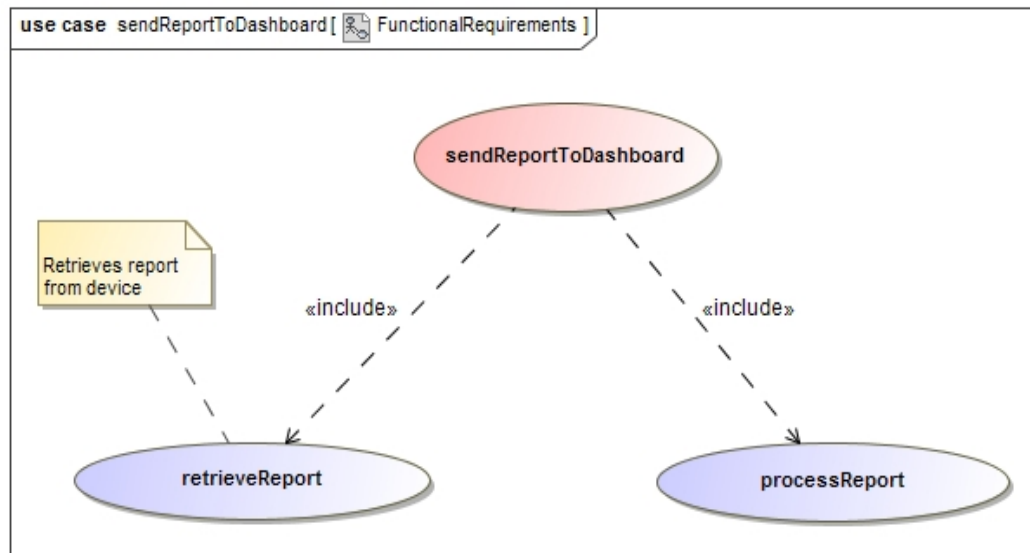 use case sendReportToDashboard [ FunctionalRequirements ]
sendReportToDashboard
Retrieves report
from device
«include»
«include»
retrieveReport
processReport